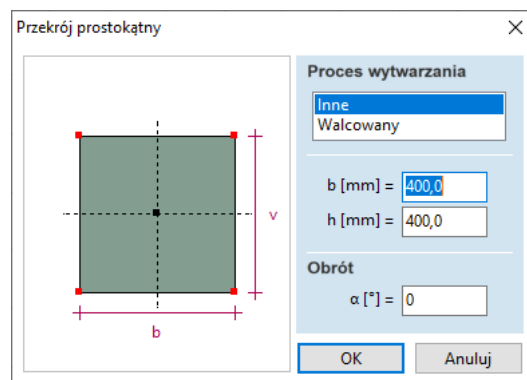 Przekrój prostokątny
Proces wytwarzania
Inne
Walcowany
b [mm] = 400,0
h [mm] = 400,0
Obrót
α [°] = 0
v
b
OK Anuluj